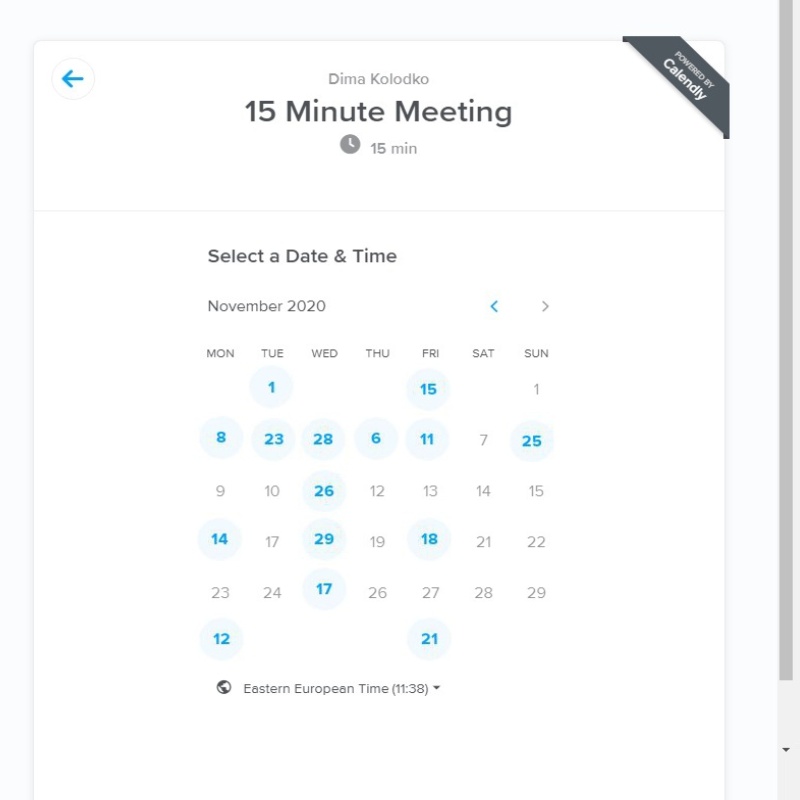 POWERED BY
Calendly
Dima Kolodko
15 Minute Meeting
15 min
Select a Date & Time
November 2020
MON TUE WED THU FRI SAT SUN
1 15 1
8 23 28 6 11 7 25
9 10 26 12 13 14 15
14 17 29 19 18 21 22
23 24 17 26 27 28 29
12 21
Eastern European Time (11:38)